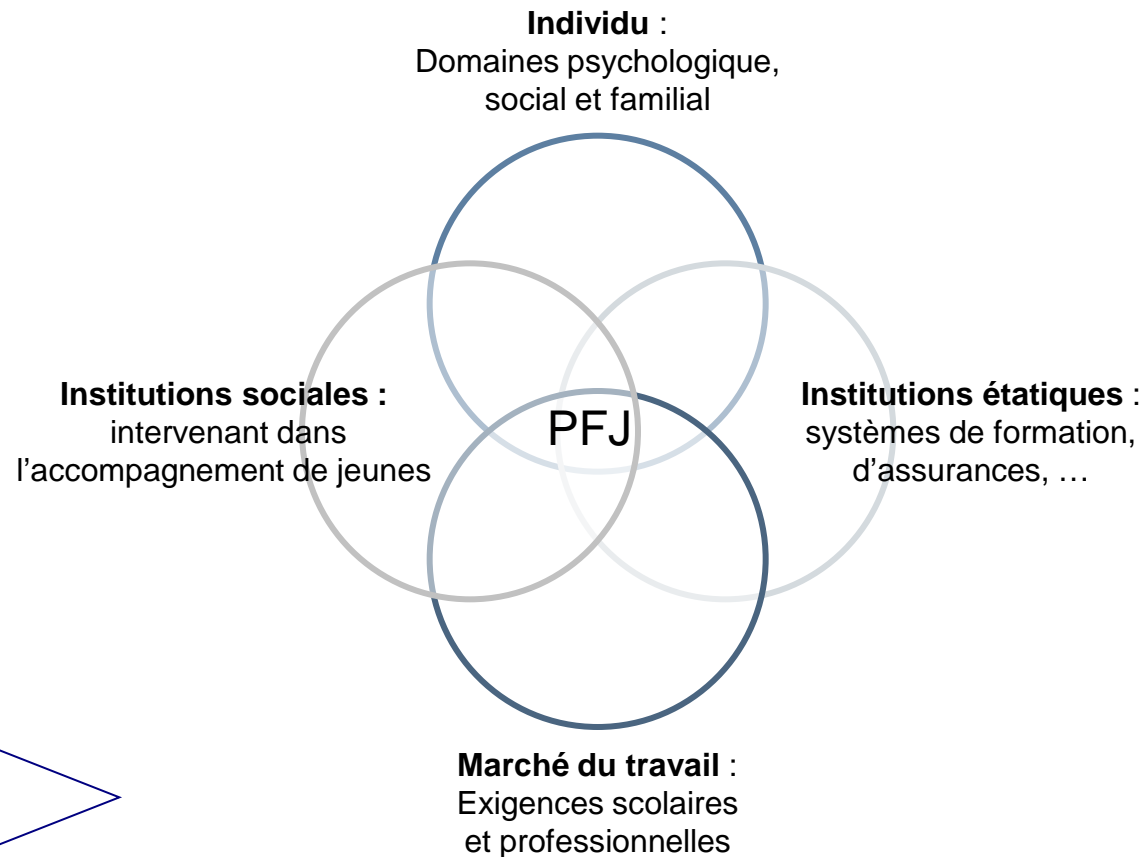 Individu :
Domaines psychologique,
social et familial
Institutions sociales :
intervenant dans
l’accompagnement de jeunes
PFJ
Institutions étatiques :
systèmes de formation,
d’assurances, …
Marché du travail :
Exigences scolaires
et professionnelles